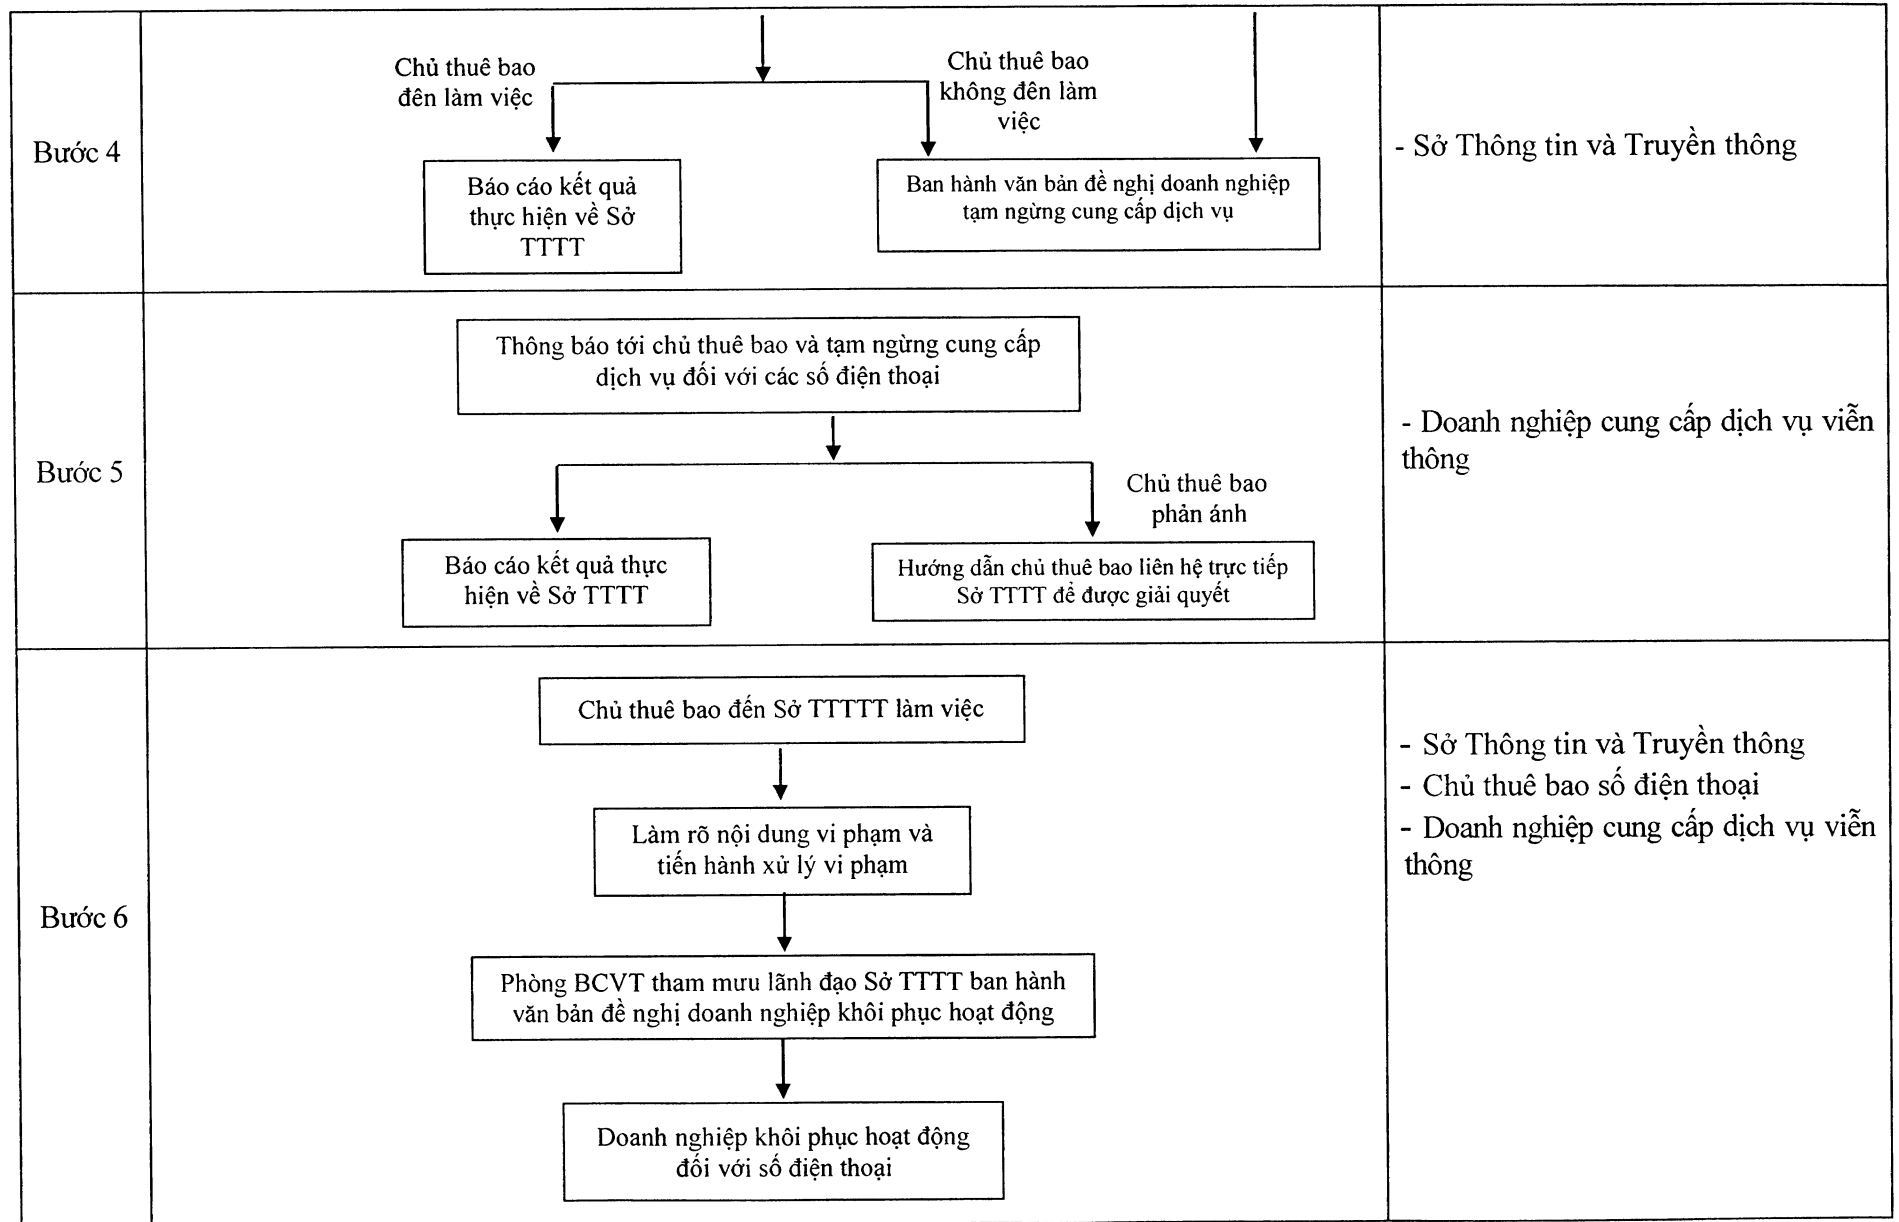 Bước 4
Chủ thuê bao
đên làm việc
Chủ thuê bao
không đên làm
việc
Báo cáo kết quả
thực hiện về Sở
TTTT
Ban hành văn bản đề nghị doanh nghiệp
tạm ngừng cung cấp dịch vụ
- Sở Thông tin và Truyền thông
Bước 5
Thông báo tới chủ thuê bao và tạm ngừng cung cấp
dịch vụ đối với các số điện thoại
Chủ thuê bao
phản ánh
Báo cáo kết quả thực
hiện về Sở TTTT
Hướng dẫn chủ thuê bao liên hệ trực tiếp
Sở TTTT để được giải quyết
- Doanh nghiệp cung cấp dịch vụ viễn
thông
Bước 6
Chủ thuê bao đến Sở TTTTT làm việc
Làm rõ nội dung vi phạm và
tiến hành xử lý vi phạm
Phòng BCVT tham mưu lãnh đạo Sở TTTT ban hành
văn bản đề nghị doanh nghiệp khôi phục hoạt động
Doanh nghiệp khôi phục hoạt động
đối với số điện thoại
- Sở Thông tin và Truyền thông
- Chủ thuê bao số điện thoại
- Doanh nghiệp cung cấp dịch vụ viễn
thông